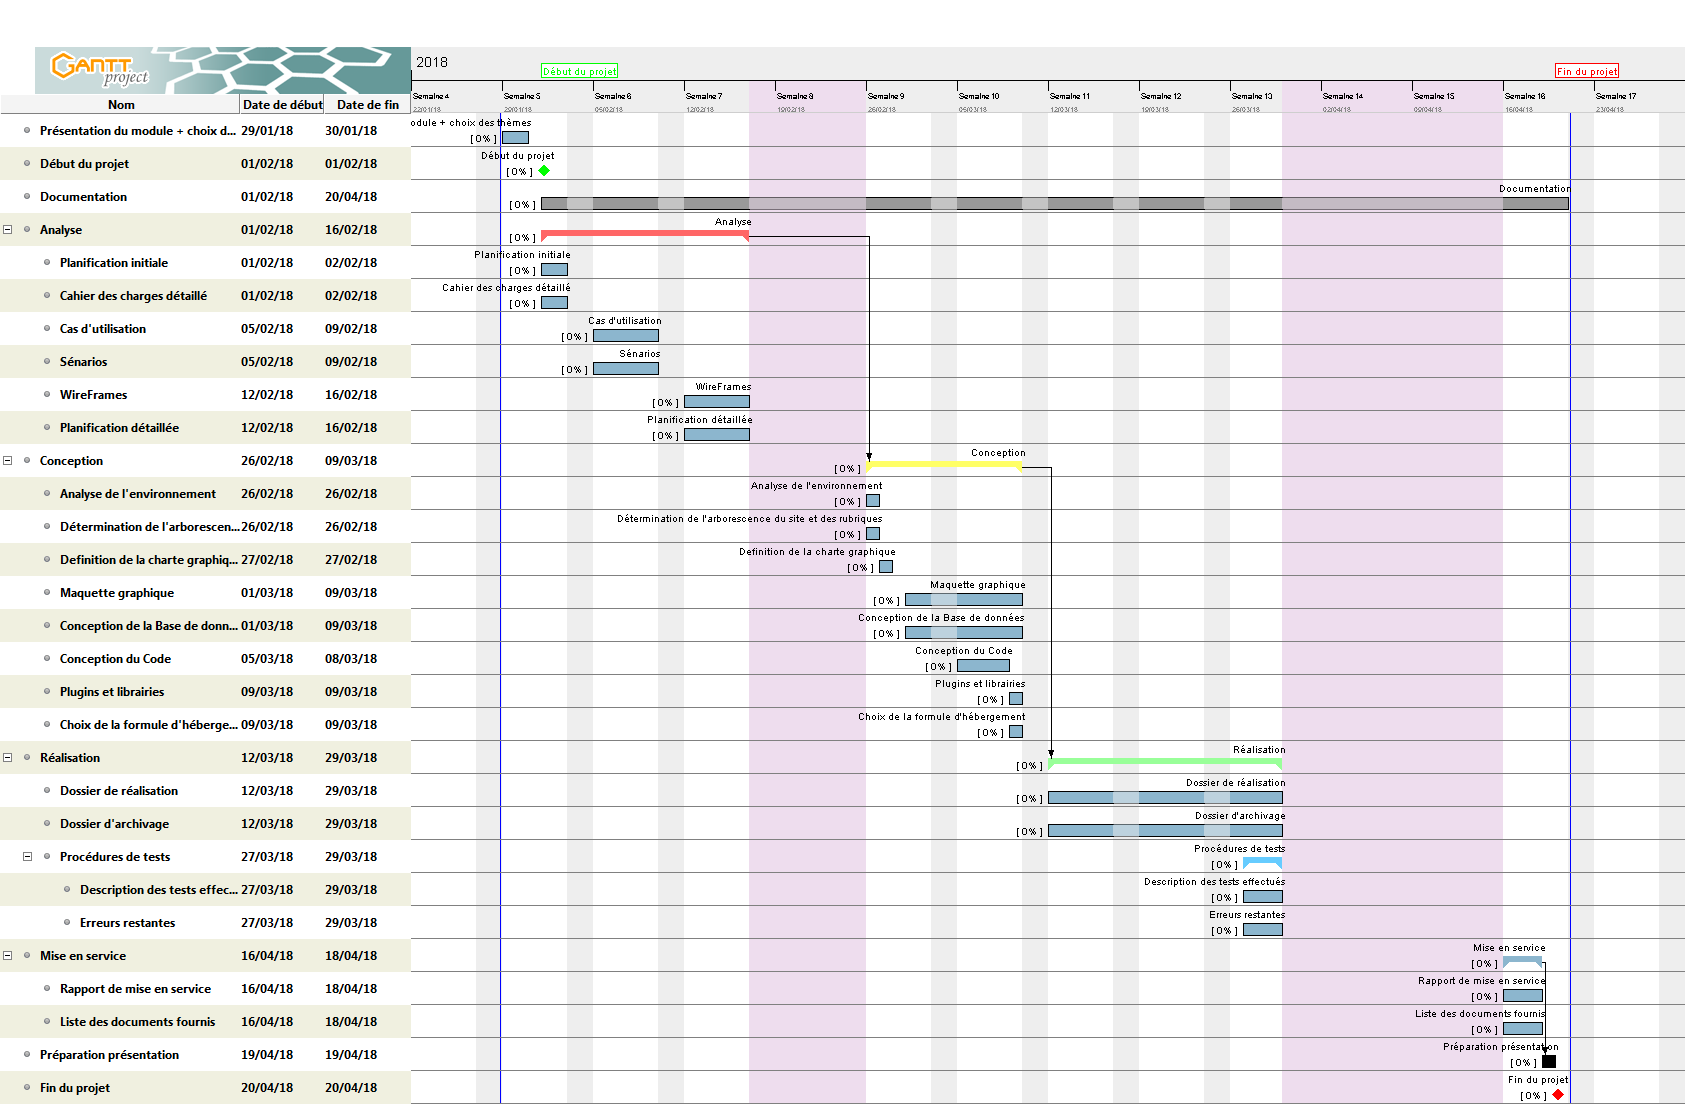 GANTT
project
2018
Début du projet
Fin du projet
Nom Date de début Date de fin
Semaine 4 Semaine 5 Semaine 6 Semaine 7 Semaine 8 Semaine 9 Semaine 10 Semaine 11 Semaine 12 Semaine 13 Semaine 14 Semaine 15 Semaine 16 Semaine 17
22/01/18 29/01/18 05/02/18 12/02/18 19/02/18 26/02/18 05/03/18 12/03/18 19/03/18 26/03/18 02/04/18 09/04/18 16/04/18 23/04/18
Présentation du module + choix d... 29/01/18 30/01/18
odule + choix des thèmes
[ 0% ]
Début du projet 01/02/18 01/02/18
Début du projet
[ 0% ]
Documentation 01/02/18 20/04/18
Documentation
[ 0% ]
Analyse 01/02/18 16/02/18
Analyse
[ 0% ]
Planification initiale 01/02/18 02/02/18
Planification initiale
[ 0% ]
Cahier des charges détaillé 01/02/18 02/02/18
Cahier des charges détaillé
[ 0% ]
Cas d'utilisation 05/02/18 09/02/18
Cas d'utilisation
[ 0% ]
Sénarios 05/02/18 09/02/18
Sénarios
[ 0% ]
WireFrames 12/02/18 16/02/18
WireFrames
[ 0% ]
Planification détaillée 12/02/18 16/02/18
Planification détaillée
[ 0% ]
Conception 26/02/18 09/03/18
Conception
[ 0% ]
Analyse de l'environnement 26/02/18 26/02/18
Analyse de l'environnement
[ 0% ]
Détermination de l'arborescen... 26/02/18 26/02/18
Détermination de l'arborescence du site et des rubriques
[ 0% ]
Definition de la charte graphiq... 27/02/18 27/02/18
Definition de la charte graphique
[ 0% ]
Maquette graphique 01/03/18 09/03/18
Maquette graphique
[ 0% ]
Conception de la Base de donn... 01/03/18 09/03/18
Conception de la Base de données
[ 0% ]
Conception du Code 05/03/18 08/03/18
Conception du Code
[ 0% ]
Plugins et librairies 09/03/18 09/03/18
Plugins et librairies
[ 0% ]
Choix de la formule d'héberge... 09/03/18 09/03/18
Choix de la formule d'hébergement
[ 0% ]
Réalisation 12/03/18 29/03/18
Réalisation
[ 0% ]
Dossier de réalisation 12/03/18 29/03/18
Dossier de réalisation
[ 0% ]
Dossier d'archivage 12/03/18 29/03/18
Dossier d'archivage
[ 0% ]
Procédures de tests 27/03/18 29/03/18
Procédures de tests
[ 0% ]
Description des tests effec... 27/03/18 29/03/18
Description des tests effectués
[ 0% ]
Erreurs restantes 27/03/18 29/03/18
Erreurs restantes
[ 0% ]
Mise en service 16/04/18 18/04/18
Mise en service
[ 0% ]
Rapport de mise en service 16/04/18 18/04/18
Rapport de mise en service
[ 0% ]
Liste des documents fournis 16/04/18 18/04/18
Liste des documents fournis
[ 0% ]
Préparation présentation 19/04/18 19/04/18
Préparation présentation
[ 0% ]
Fin du projet 20/04/18 20/04/18
Fin du projet
[ 0% ]